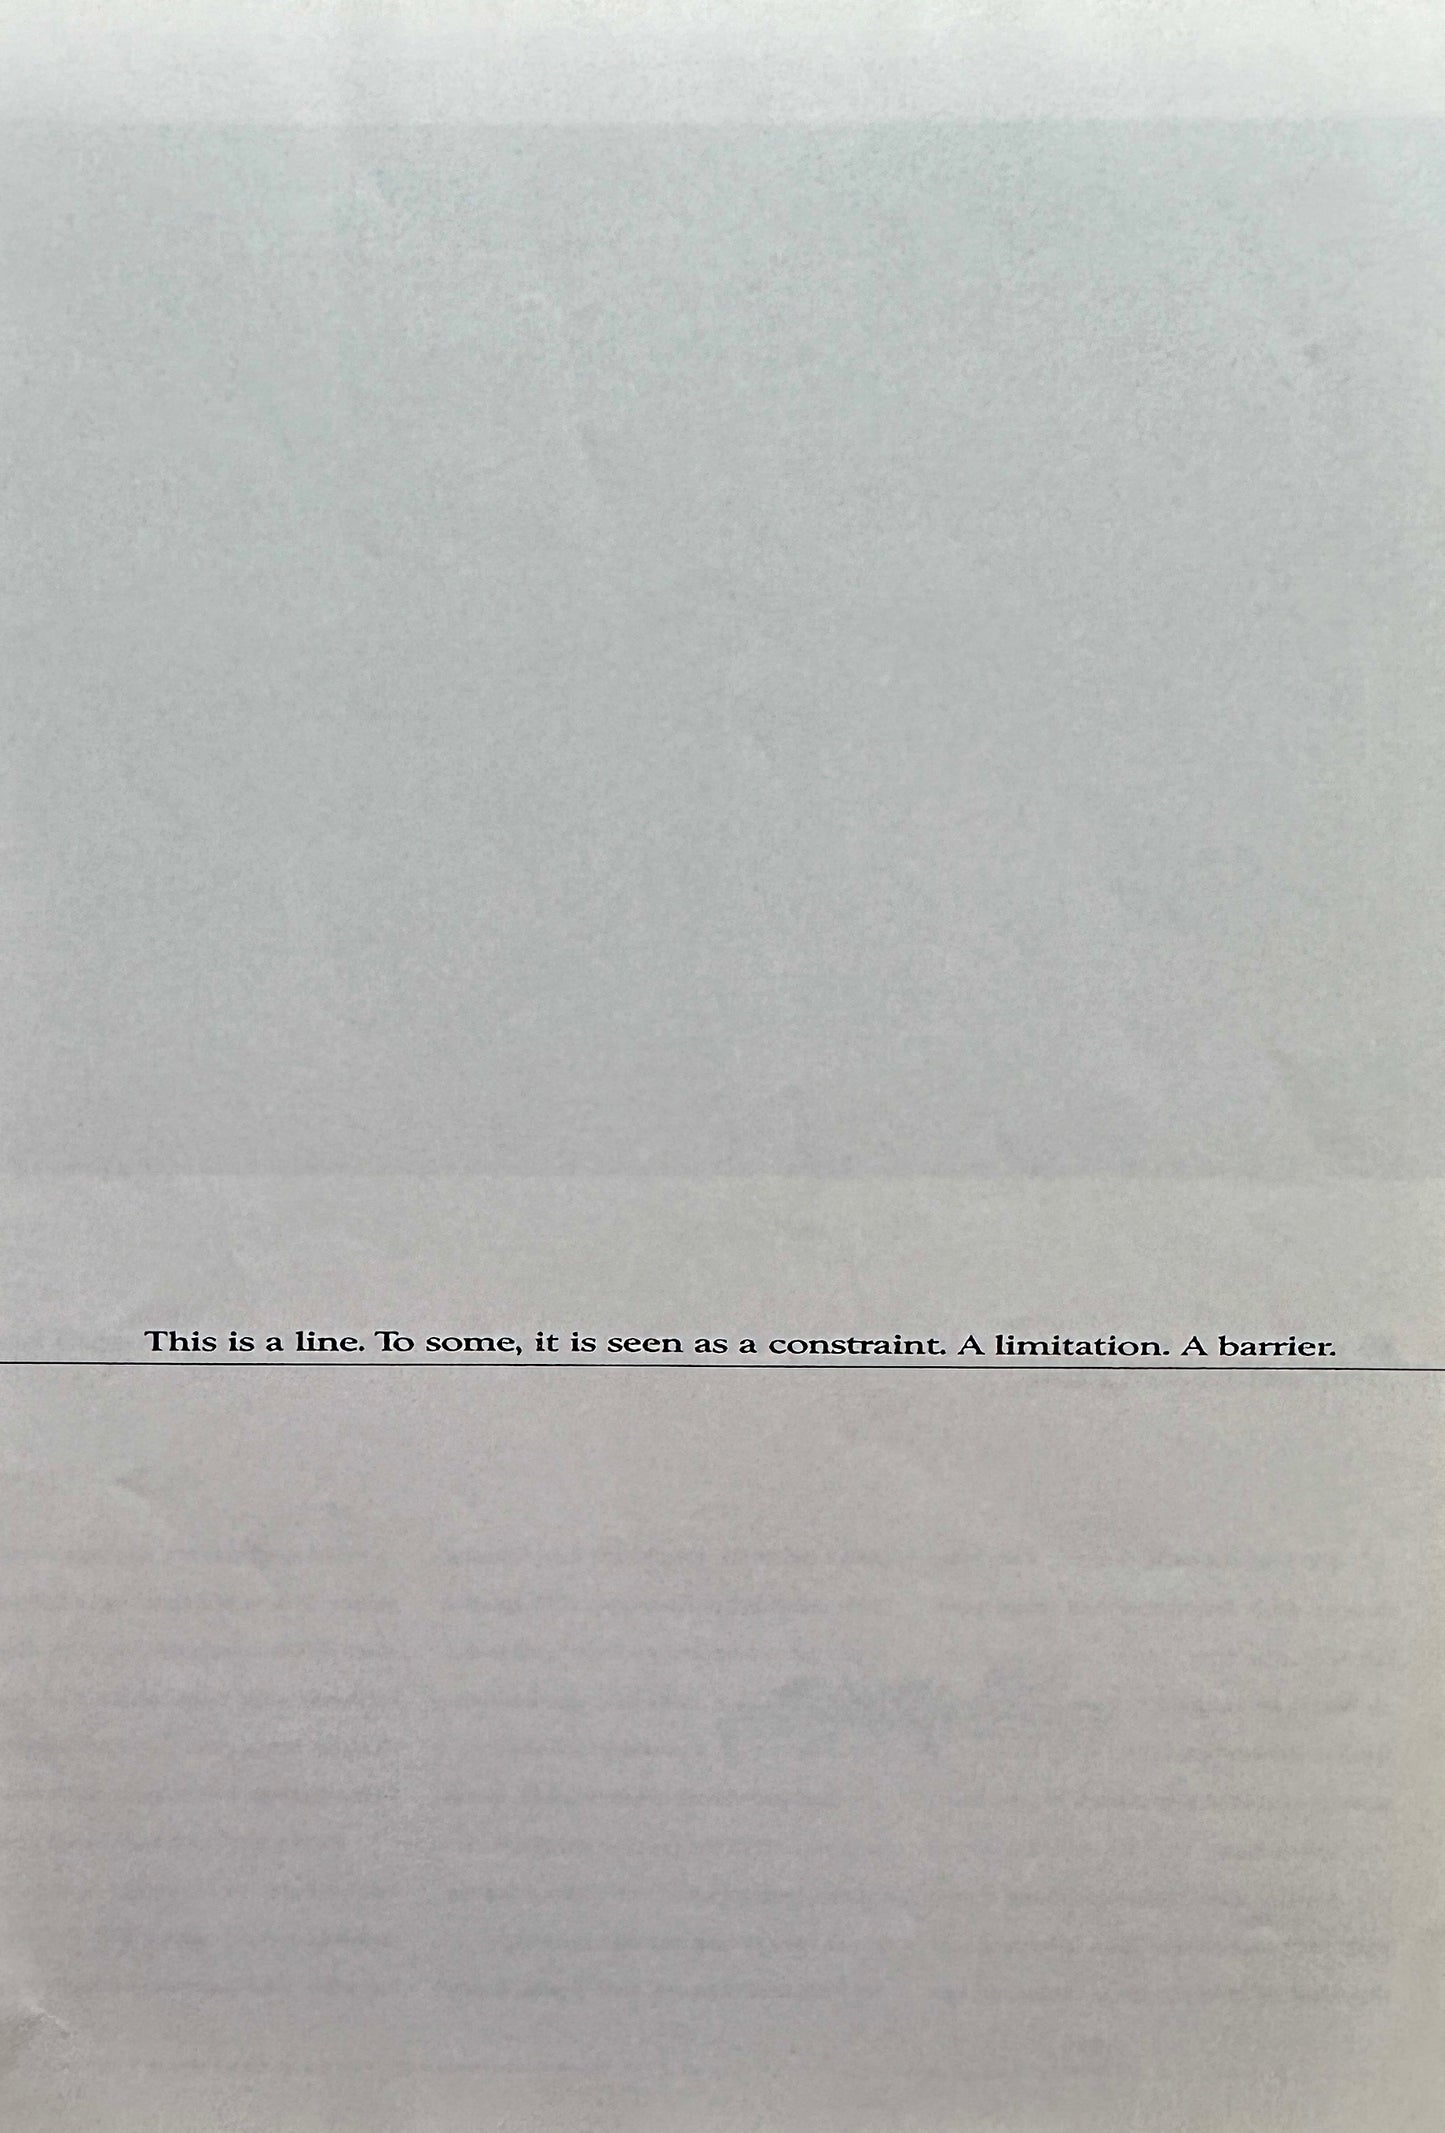 This is a line. To some, it is seen as a constraint. A limitation. A barrier.